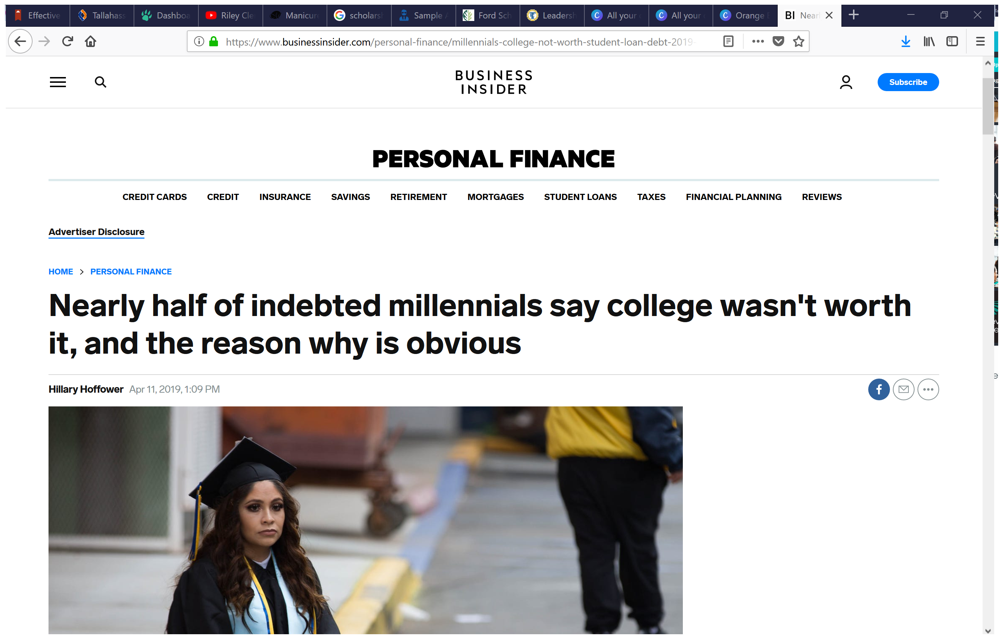 Effective
Tallahass
Dashboa
Riley Cle
Manicure
scholars
Sample
Ford Sch
Leadersh
All your
All your
Orange
BI Near
https://www.businessinsider.com/personal-finance/millennials-college-not-worth-student-loan-debt-2019-
BUSINESS
INSIDER
Subscribe
PERSONAL FINANCE
CREDIT CARDS CREDIT INSURANCE SAVINGS RETIREMENT MORTGAGES STUDENT LOANS TAXES FINANCIAL PLANNING REVIEWS
Advertiser Disclosure
HOME > PERSONAL FINANCE
Nearly half of indebted millennials say college wasn't worth
it, and the reason why is obvious
Hillary Hoffower Apr 11, 2019, 1:09 PM